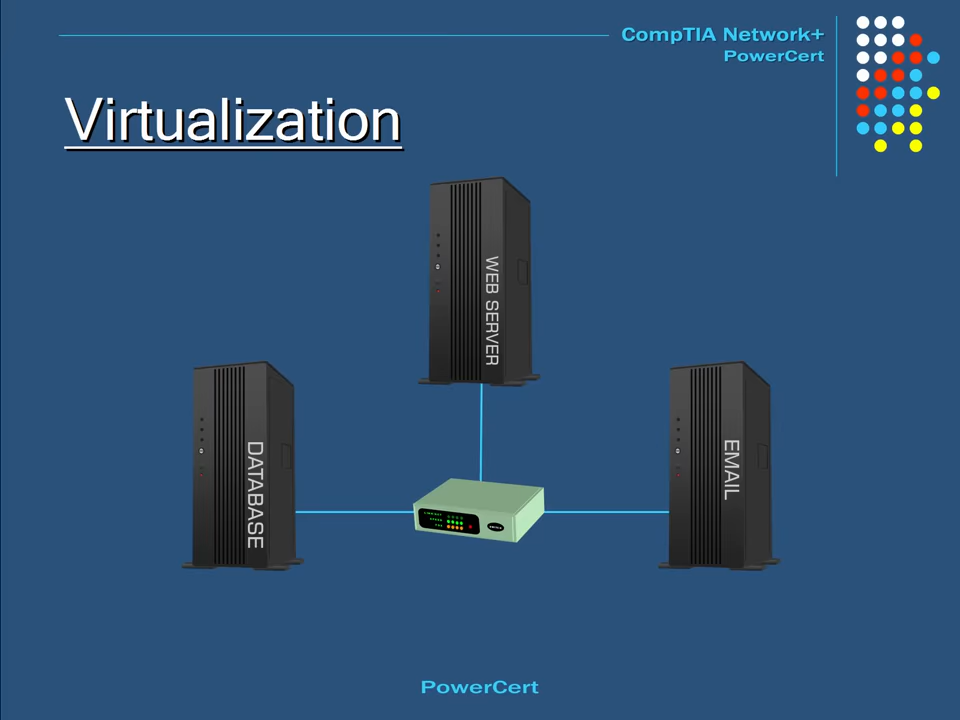 CompTIA Network+
PowerCert
Virtualization
WEB SERVER
DATABASE
EMAIL
PowerCert